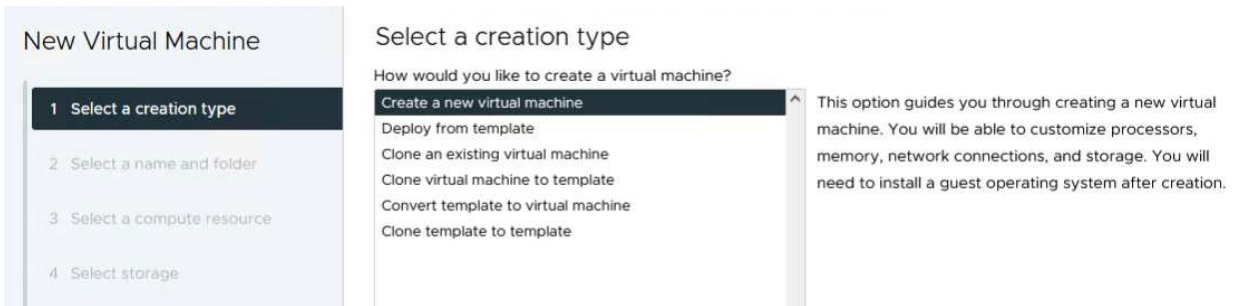 New Virtual Machine
1 Select a creation type
2 Select a name and folder
3 Select a compute resource
4 Select storage
Select a creation type
How would you like to create a virtual machine?
Create a new virtual machine
Deploy from template
Clone an existing virtual machine
Clone virtual machine to template
Convert template to virtual machine
Clone template to template
This option guides you through creating a new virtual
machine. You will be able to customize processors,
memory, network connections, and storage. You will
need to install a guest operating system after creation.